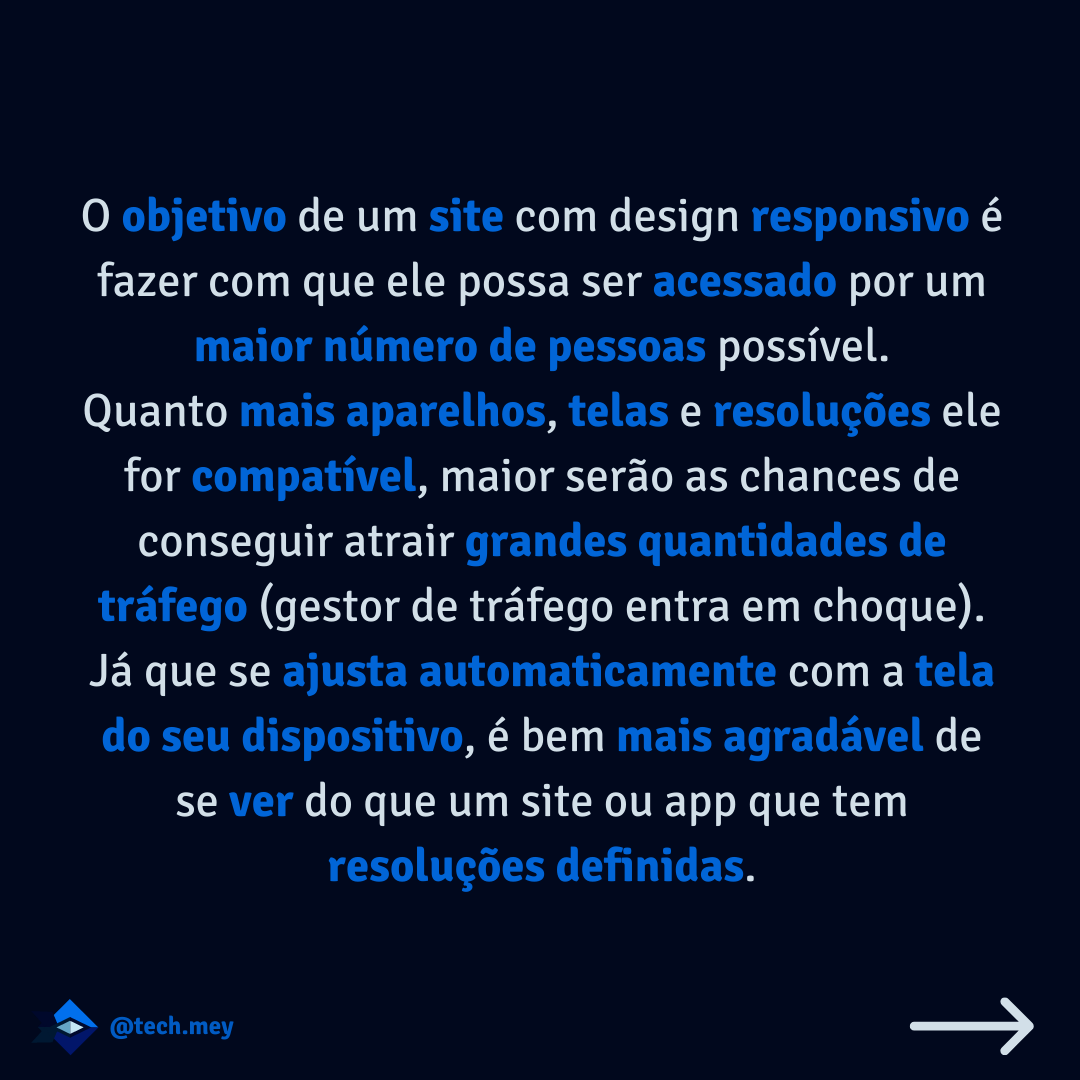 O objetivo de um site com design responsivo é
fazer com que ele possa ser acessado por um
maior número de pessoas possível.
Quanto mais aparelhos, telas e resoluções ele
for compatível, maior serão as chances de
conseguir atrair grandes quantidades de
tráfego (gestor de tráfego entra em choque).
Já que se ajusta automaticamente com a tela
do seu dispositivo, é bem mais agradável de
se ver do que um site ou app que tem
resoluções definidas.
@tech.mey